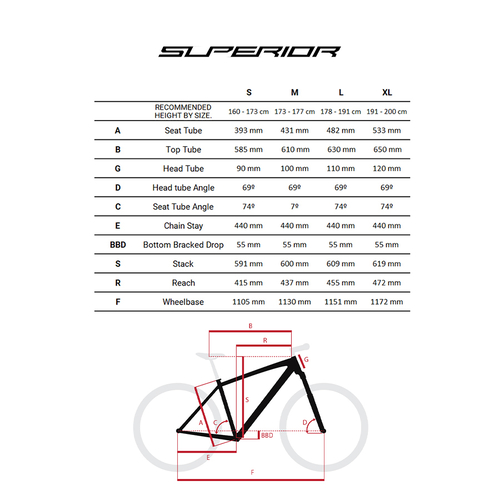 SUPERIOR
S M L XL
RECOMMENDED
HEIGHT BY SIZE. 160 - 173 cm 173 - 177 cm 178 - 191 cm 191 - 200 cm
A Seat Tube 393 mm 431 mm 482 mm 533 mm
B Top Tube 585 mm 610 mm 630 mm 650 mm
G Head Tube 90 mm 100 mm 110 mm 120 mm
D Head tube Angle 69º 69º 69º 69º
C Seat Tube Angle 74º 7º 74º 74º
E Chain Stay 440 mm 440 mm 440 mm 440 mm
BBD Bottom Bracked Drop 55 mm 55 mm 55 mm 55 mm
S Stack 591 mm 600 mm 609 mm 619 mm
R Reach 415 mm 437 mm 455 mm 472 mm
F Wheelbase 1105 mm 1130 mm 1151 mm 1172 mm
B
R
G
S
A C D
BBD
E
F